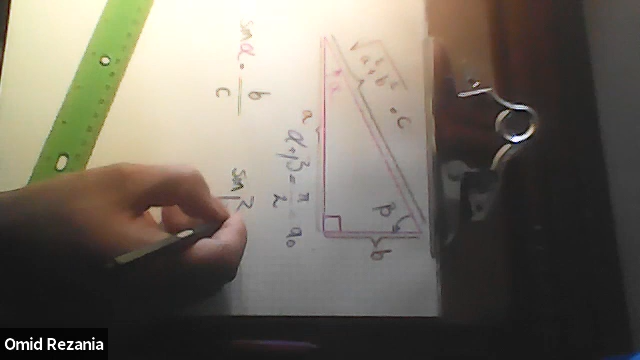 √a²+b² = c
α
a
β
b
α+β = π/2 = 90
sin α = b/c
sin β
Omid Rezania